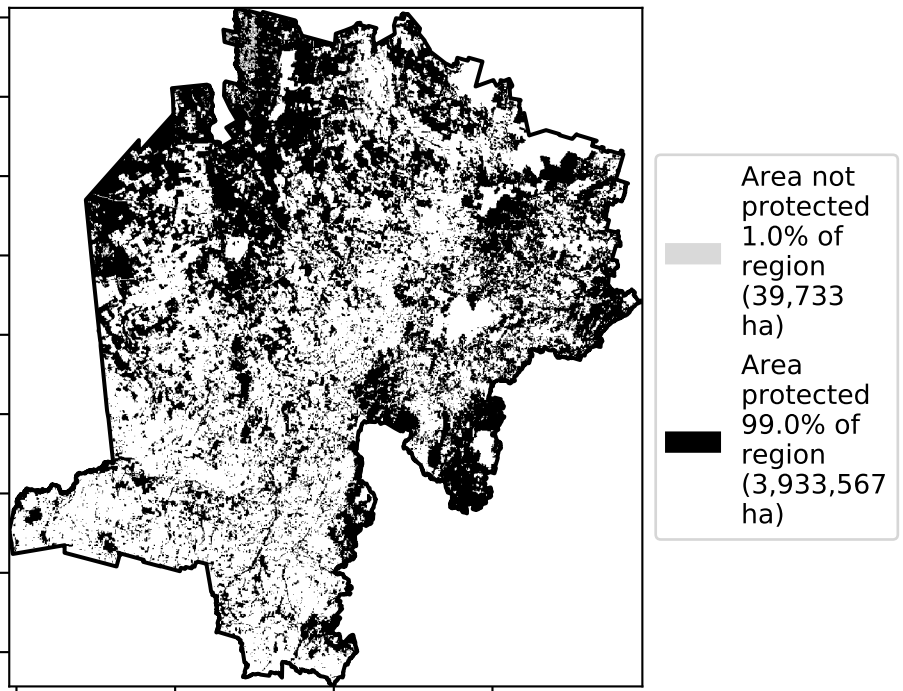 Area not
protected
1.0% of
region
(39,733
ha)
Area
protected
99.0% of
region
(3,933,567
ha)